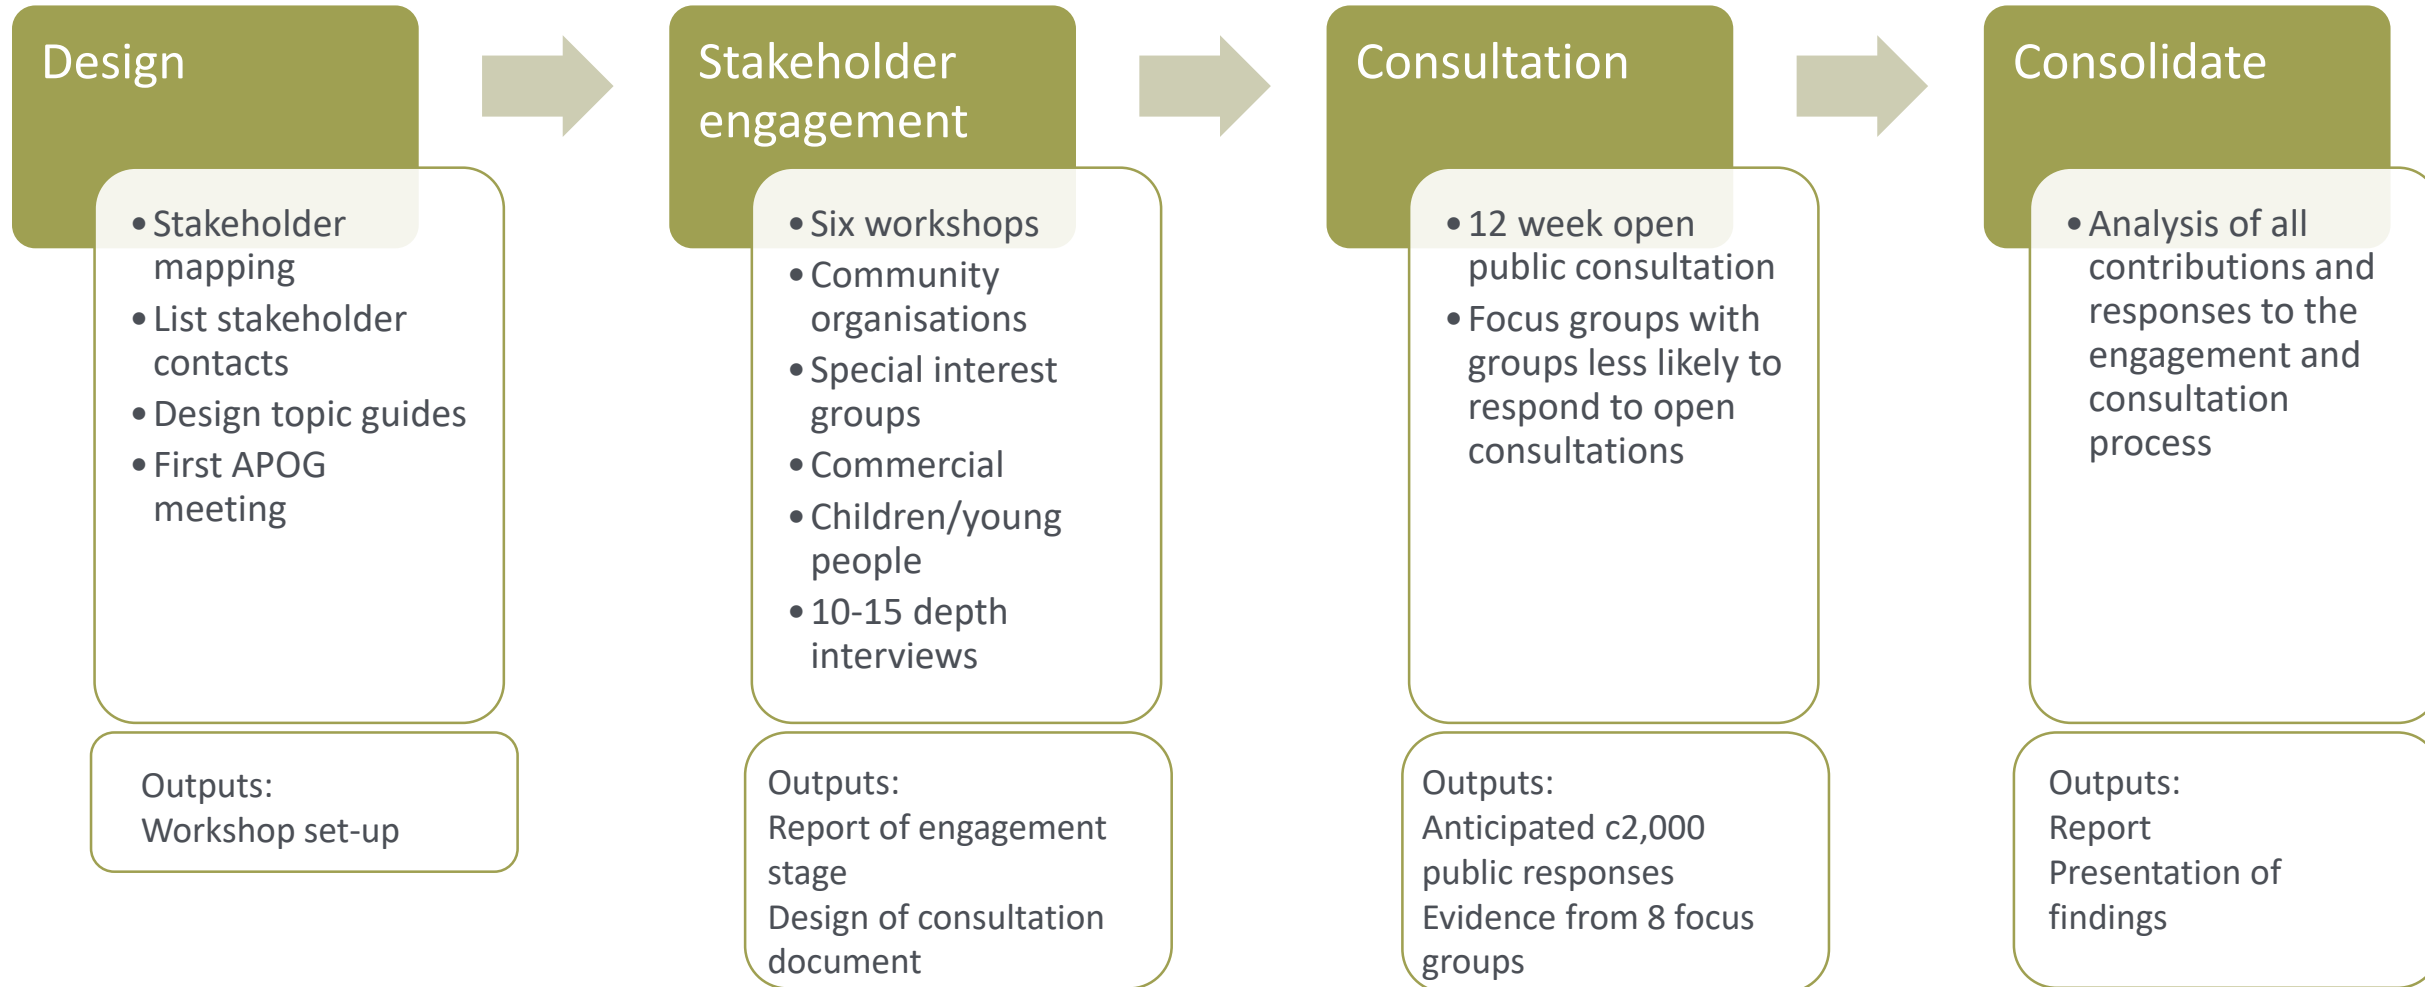 Design
• Stakeholder
mapping
• List stakeholder
contacts
• Design topic guides
• First APOG
meeting
Outputs:
Workshop set-up
Stakeholder
engagement
• Six workshops
• Community
organisations
• Special interest
groups
• Commercial
• Children/young
people
• 10-15 depth
interviews
Outputs:
Report of engagement
stage
Design of consultation
document
Consultation
• 12 week open
public consultation
• Focus groups with
groups less likely to
respond to open
consultations
Outputs:
Anticipated c2,000
public responses
Evidence from 8 focus
groups
Consolidate
• Analysis of all
contributions and
responses to the
engagement and
consultation
process
Outputs:
Report
Presentation of
findings